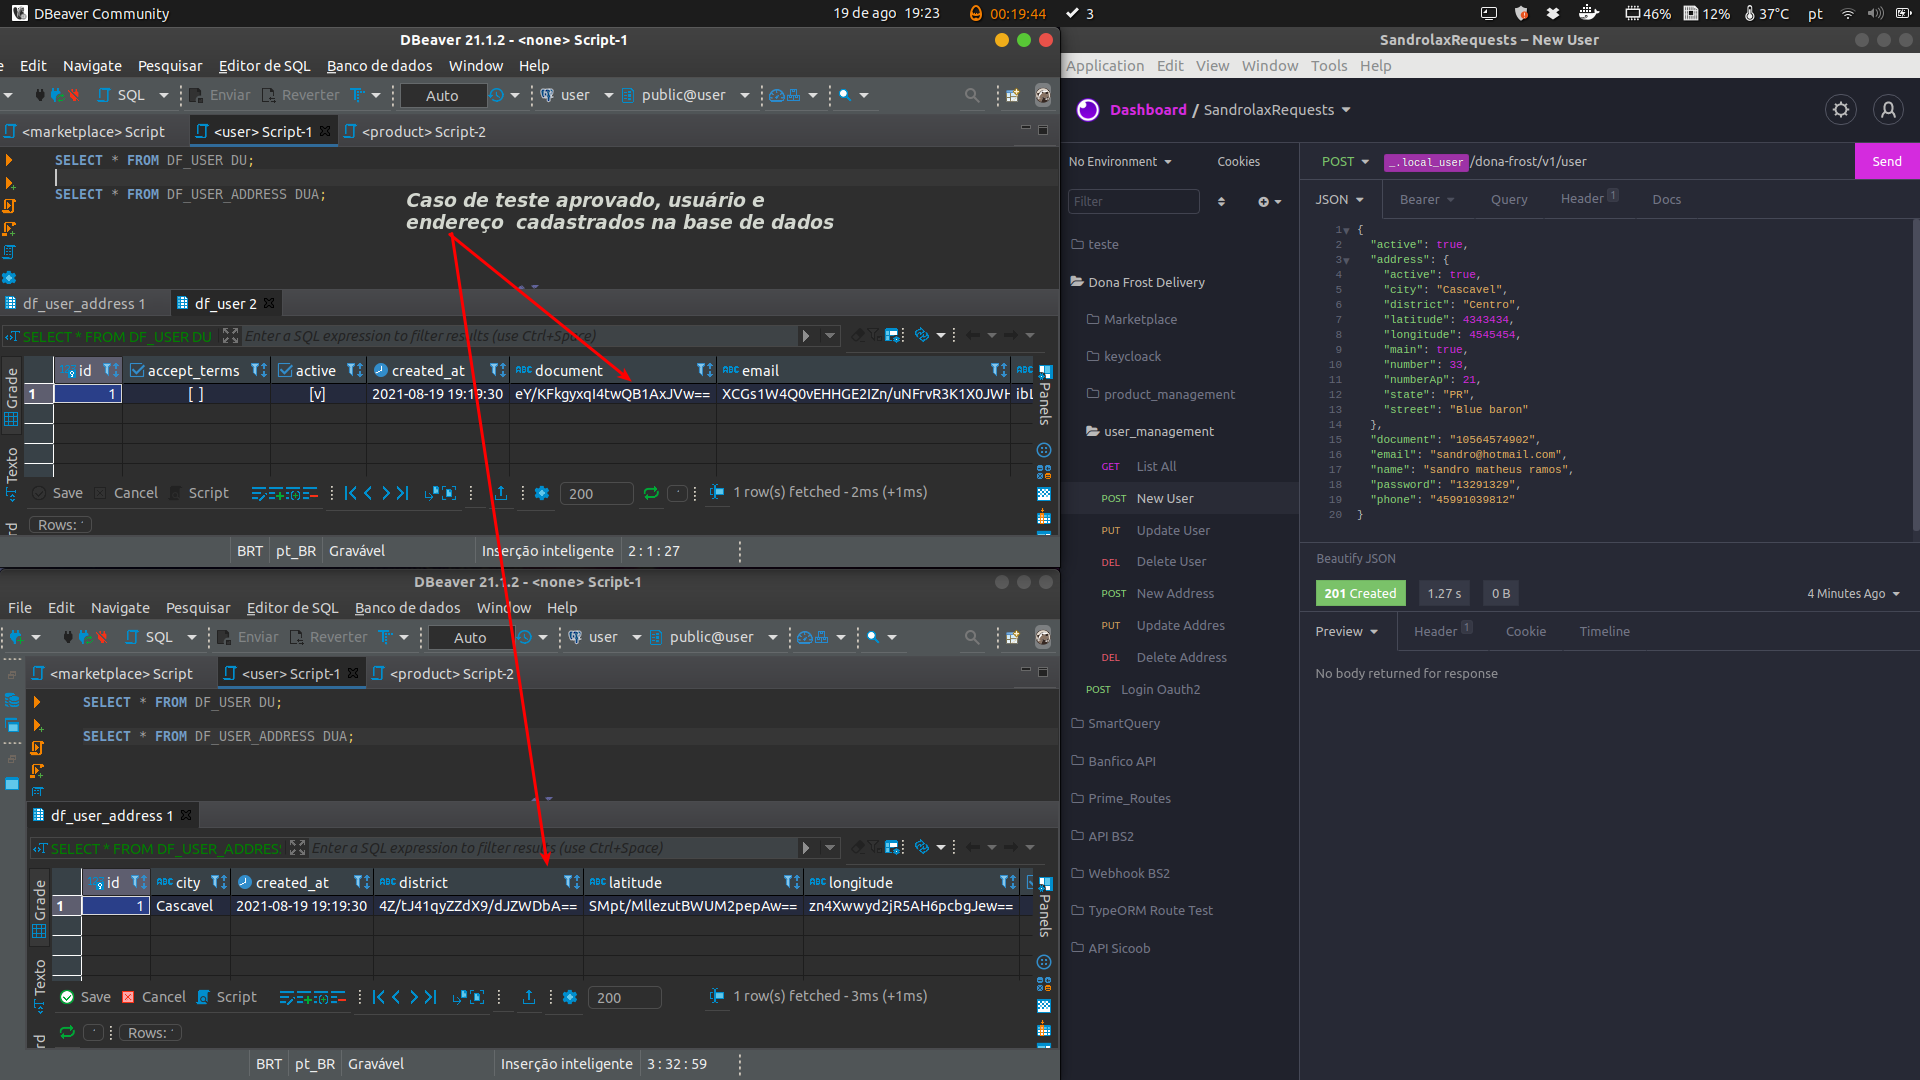 DBeaver Community
19 de ago 19:23
00:19:44
3
46%
12%
37°C
pt
DBeaver 21.1.2 - <none> Script-1
Edit Navigate Pesquisar Editor de SQL Banco de dados Window Help
SQL Enviar Reverter Auto user public@user
<marketplace> Script <user> Script-1 <product> Script-2
SELECT * FROM DF_USER DU;
SELECT * FROM DF_USER_ADDRESS DUA;
Caso de teste aprovado, usuário e
endereço cadastrados na base de dados
df_user_address 1 df_user 2
SELECT * FROM DF_USER DU Enter a SQL expression to filter results (use Ctrl+Space)
Grade
Texto
Panels
id accept_terms active created_at document email
1 1 [ ] [v] 2021-08-19 19:19:30 eY/KFkgyxqI4twQB1AxJVw== XCGs1W4Q0vEHHGE2IZn/uNFrvR3K1X0JWH
Save Cancel Script 200 1 row(s) fetched - 2ms (+1ms)
Rows:
BRT pt_BR Gravável Inserção inteligente 2 : 1 : 27
DBeaver 21.1.2 - <none> Script-1
File Edit Navigate Pesquisar Editor de SQL Banco de dados Window Help
SQL Enviar Reverter Auto user public@user
<marketplace> Script <user> Script-1 <product> Script-2
SELECT * FROM DF_USER DU;
SELECT * FROM DF_USER_ADDRESS DUA;
df_user_address 1
SELECT * FROM DF_USER_ADDRES Enter a SQL expression to filter results (use Ctrl+Space)
Grade
Texto
Panels
id city created_at district latitude longitude
1 1 Cascavel 2021-08-19 19:19:30 4Z/tJ41qyZZdX9/dJZWDbA== SMpt/MllezutBWUM2pepAw== zn4Xwwyd2jR5AH6pcbgJew==
Save Cancel Script 200 1 row(s) fetched - 3ms (+1ms)
Rows:
BRT pt_BR Gravável Inserção inteligente 3 : 32 : 59
SandrolaxRequests – New User
Application Edit View Window Tools Help
Dashboard / SandrolaxRequests
No Environment Cookies
Filter
teste
Dona Frost Delivery
Marketplace
keycloack
product_management
user_management
GET List All
POST New User
PUT Update User
DEL Delete User
POST New Address
PUT Update Addres
DEL Delete Address
POST Login Oauth2
SmartQuery
Banfico API
Prime_Routes
API BS2
Webhook BS2
TypeORM Route Test
API Sicoob
POST _.local_user /dona-frost/v1/user Send
JSON Bearer Query Header 1 Docs
1 {
2 "active": true,
3 "address": {
4 "active": true,
5 "city": "Cascavel",
6 "district": "Centro",
7 "latitude": 4343434,
8 "longitude": 4545454,
9 "main": true,
10 "number": 33,
11 "numberAp": 21,
12 "state": "PR",
13 "street": "Blue baron"
14 },
15 "document": "10564574902",
16 "email": "sandro@hotmail.com",
17 "name": "sandro matheus ramos",
18 "password": "13291329",
19 "phone": "45991039812"
20 }
Beautify JSON
201 Created 1.27 s 0 B 4 Minutes Ago
Preview Header 1 Cookie Timeline
No body returned for response